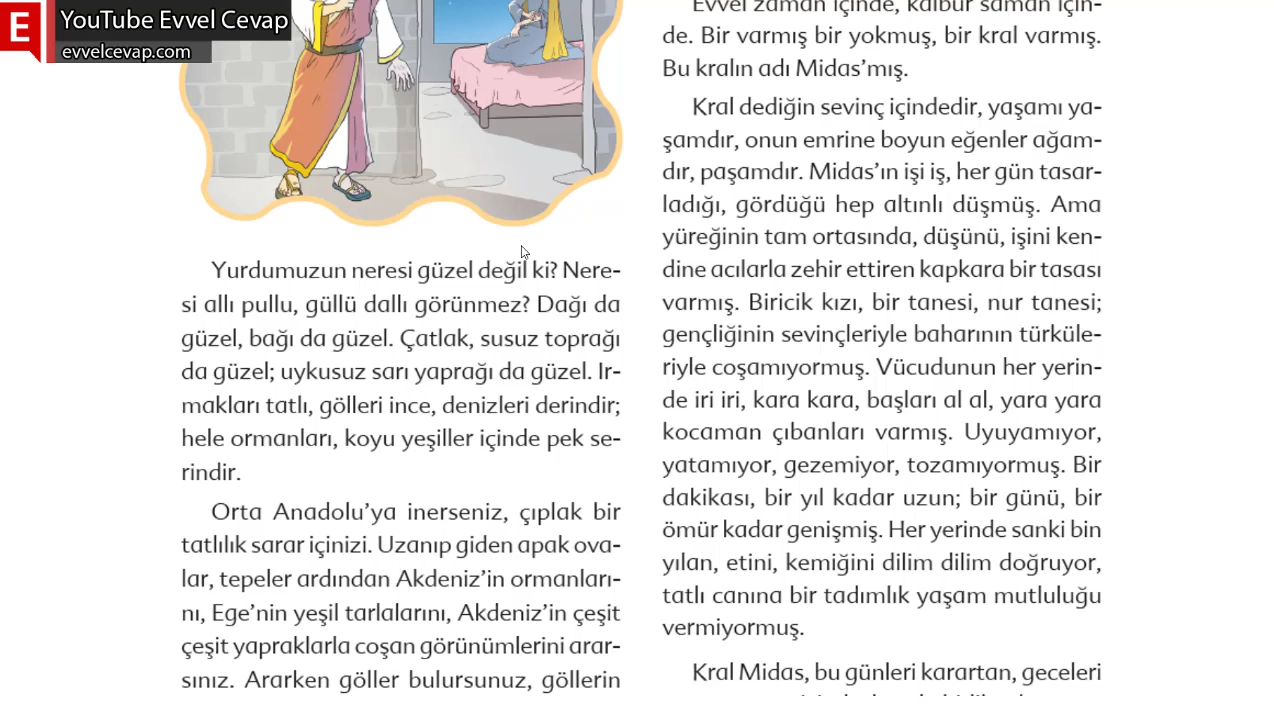 E
YouTube Evvel Cevap
evvelcevap.com
Yurdumuzun neresi güzel değil ki? Nere-
si allı pullu, güllü dallı görünmez? Dağı da
güzel, bağı da güzel. Çatlak, susuz toprağı
da güzel; uykusuz sarı yaprağı da güzel. Ir-
makları tatlı, gölleri ince, denizleri derindir;
hele ormanları, koyu yeşiller içinde pek se-
rindir.
Orta Anadolu’ya inerseniz, çıplak bir
tatlılık sarar içinizi. Uzanıp giden apak ova-
lar, tepeler ardından Akdeniz’in ormanları-
nı, Ege’nin yeşil tarlalarını, Akdeniz’in çeşit
çeşit yapraklarla coşan görünümlerini arar-
sınız. Ararken göller bulursunuz, göllerin
Evvel zaman içinde, kalbur saman için-
de. Bir varmış bir yokmuş, bir kral varmış.
Bu kralın adı Midas’mış.
Kral dediğin sevinç içindedir, yaşamı ya-
şamdır, onun emrine boyun eğenler ağam-
dır, paşamdır. Midas’ın işi iş, her gün tasar-
ladığı, gördüğü hep altınlı düşmüş. Ama
yüreğinin tam ortasında, düşünü, işini ken-
dine acılarla zehir ettiren kapkara bir tasası
varmış. Biricik kızı, bir tanesi, nur tanesi;
gençliğinin sevinçleriyle baharının türküle-
riyle coşamıyormuş. Vücudunun her yerin-
de iri iri, kara kara, başları al al, yara yara
kocaman çıbanları varmış. Uyuyamıyor,
yatamıyor, gezemiyor, tozamıyormuş. Bir
dakikası, bir yıl kadar uzun; bir günü, bir
ömür kadar genişmiş. Her yerinde sanki bin
yılan, etini, kemiğini dilim dilim doğruyor,
tatlı canına bir tadımlık yaşam mutluluğu
vermiyormuş.
Kral Midas, bu günleri karartan, geceleri